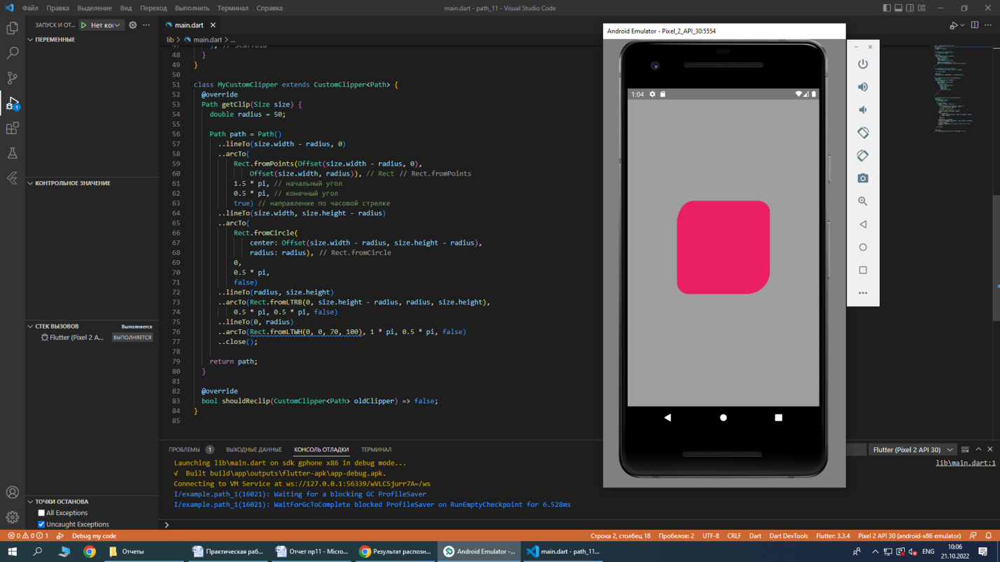 Файл Правка Выделение Вид Переход Выполнить Терминал Справка
main.dart - path_11 - Visual Studio Code
ЗАПУСК И ОТ...
Нет ко
ПЕРЕМЕННЫЕ
КОНТРОЛЬНОЕ ЗНАЧЕНИЕ
СТЕК ВЫЗОВОВ
Выполняется
Flutter (Pixel 2 A...
ВЫПОЛНЯЕТСЯ
ТОЧКИ ОСТАНОВА
All Exceptions
Uncaught Exceptions
1
main.dart
lib > main.dart > ...
47 ); // Scaffold
48 }
49 }
50
51 class MyCustomClipper extends CustomClipper<Path> {
52 @override
53 Path getClip(Size size) {
54 double radius = 50;
55
56 Path path = Path()
57 ..lineTo(size.width - radius, 0)
58 ..arcTo(
59 Rect.fromPoints(Offset(size.width - radius, 0),
60 Offset(size.width, radius)), // Rect // Rect.fromPoints
61 1.5 * pi, // начальный угол
62 0.5 * pi, // конечный угол
63 true) // направление по часовой стрелке
64 ..lineTo(size.width, size.height - radius)
65 ..arcTo(
66 Rect.fromCircle(
67 center: Offset(size.width - radius, size.height - radius),
68 radius: radius), // Rect.fromCircle
69 0,
70 0.5 * pi,
71 false)
72 ..lineTo(radius, size.height)
73 ..arcTo(Rect.fromLTRB(0, size.height - radius, radius, size.height),
74 0.5 * pi, 0.5 * pi, false)
75 ..lineTo(0, radius)
76 ..arcTo(Rect.fromLTWH(0, 0, 70, 100), 1 * pi, 0.5 * pi, false)
77 ..close();
78
79 return path;
80 }
81
82 @override
83 bool shouldReclip(CustomClipper<Path> oldClipper) => false;
84 }
85
Android Emulator - Pixel_2_API_30:5554
1:04
ПРОБЛЕМЫ 1 ВЫХОДНЫЕ ДАННЫЕ КОНСОЛЬ ОТЛАДКИ ТЕРМИНАЛ
Flutter (Pixel 2 API 30)
Launching lib\main.dart on sdk gphone x86 in debug mode...
lib\main.dart:1
√ Built build\app\outputs\flutter-apk\app-debug.apk.
Connecting to VM Service at ws://127.0.0.1:56339/wVLCSjurr7A=/ws
I/example.path_1(16021): Waiting for a blocking GC ProfileSaver
I/example.path_1(16021): WaitForGcToComplete blocked ProfileSaver on RunEmptyCheckpoint for 6.528ms
0 0 1 Debug my code
Строка 2, столбец 18 Пробелов: 2 UTF-8 CRLF Dart Dart DevTools Flutter: 3.3.4 Pixel 2 API 30 (android-x86 emulator)
Отчеты
Практическая раб...
Отчет пр11 - Micro...
Результат распозн...
Android Emulator -...
main.dart - path_11...
ENG
10:06
21.10.2022